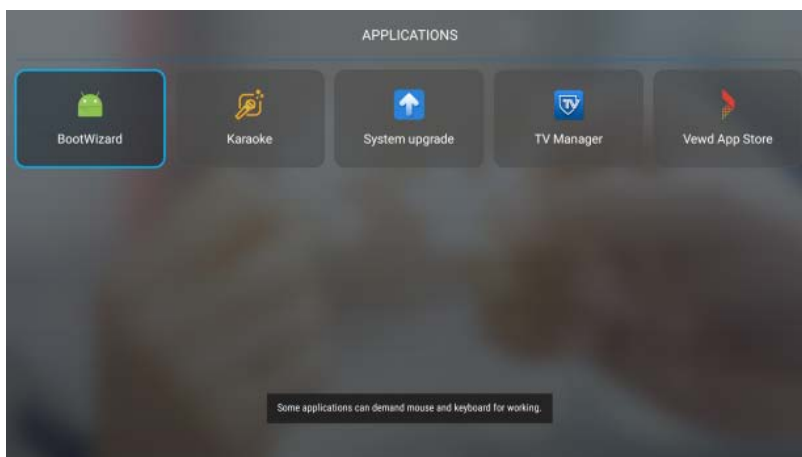 APPLICATIONS
BootWizard
Karaoke
System upgrade
TV Manager
Vewd App Store
Some applications can demand mouse and keyboard for working.